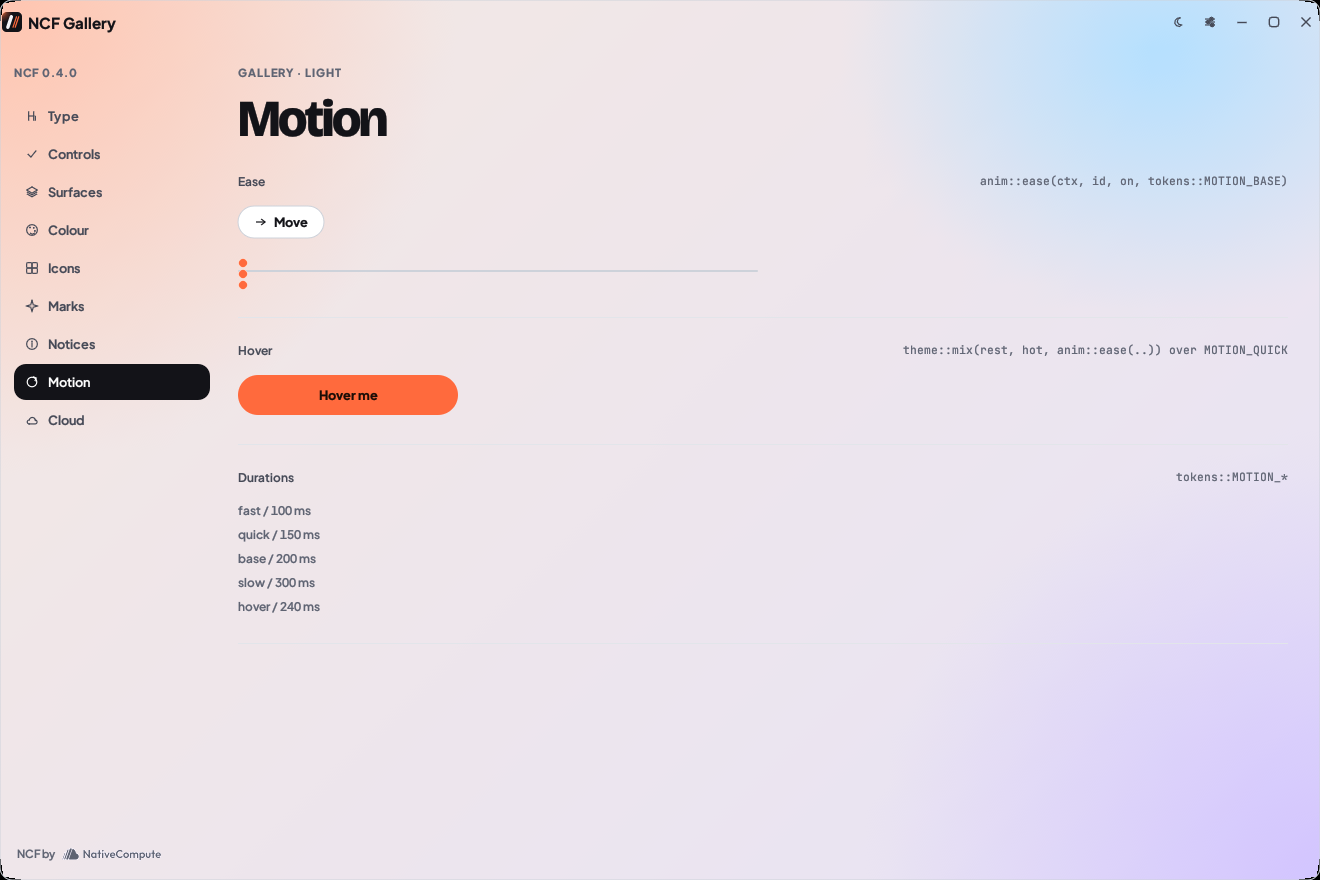 NCF Gallery
NCF 0.4.0
Type
Controls
Surfaces
Colour
Icons
Marks
Notices
Motion
Cloud
GALLERY · LIGHT
Motion
Ease
anim::ease(ctx, id, on, tokens::MOTION_BASE)
Move
Hover
theme::mix(rest, hot, anim::ease(..)) over MOTION_QUICK
Hover me
Durations
tokens::MOTION_*
fast / 100 ms
quick / 150 ms
base / 200 ms
slow / 300 ms
hover / 240 ms
NCF by NativeCompute